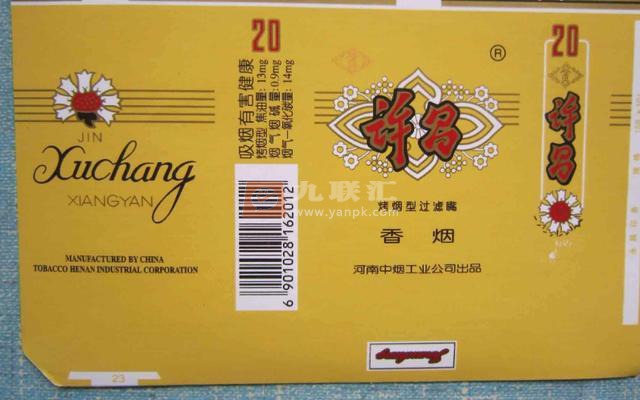 JIN
Xuchang
XIANGYAN
MANUFACTURED BY CHINA
TOBACCO HENAN INDUSTRIAL CORPORATION
23
20
吸烟有害健康
烤烟型 焦油量：13mg
烟气烟碱量：0.9mg
烟气一氧化碳量：14mg
6 901028 162012
九联汇
www.yanpk.com
®
许昌
烤烟型过滤嘴
香烟
河南中烟工业公司出品
20
许昌